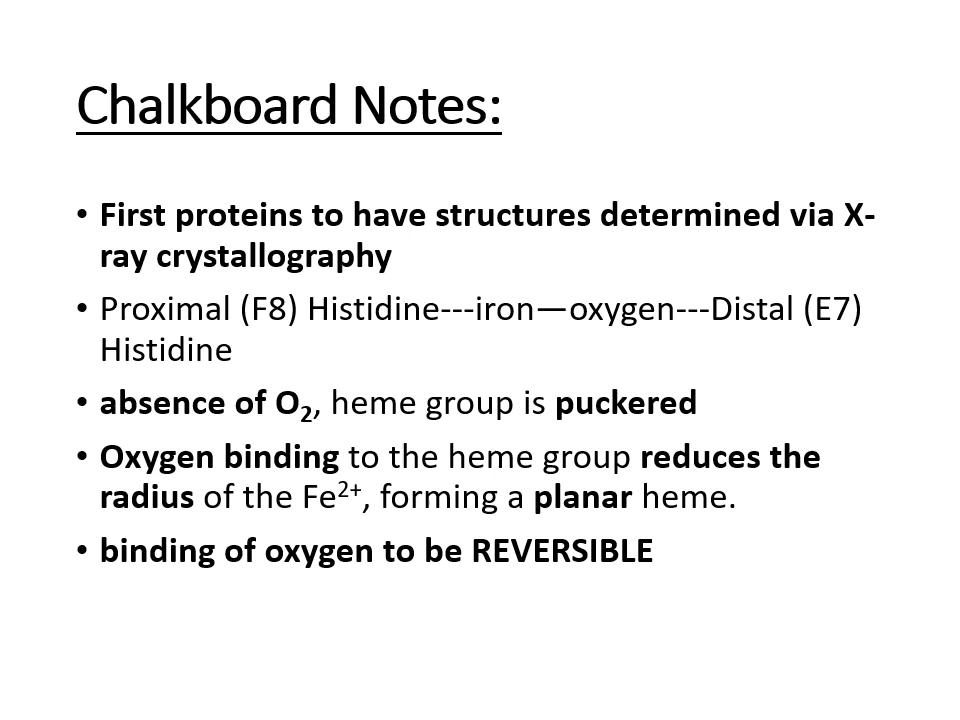 Chalkboard Notes:
• First proteins to have structures determined via X-
ray crystallography
• Proximal (F8) Histidine---iron—oxygen---Distal (E7)
Histidine
• absence of O₂, heme group is puckered
• Oxygen binding to the heme group reduces the
radius of the Fe²⁺, forming a planar heme.
• binding of oxygen to be REVERSIBLE